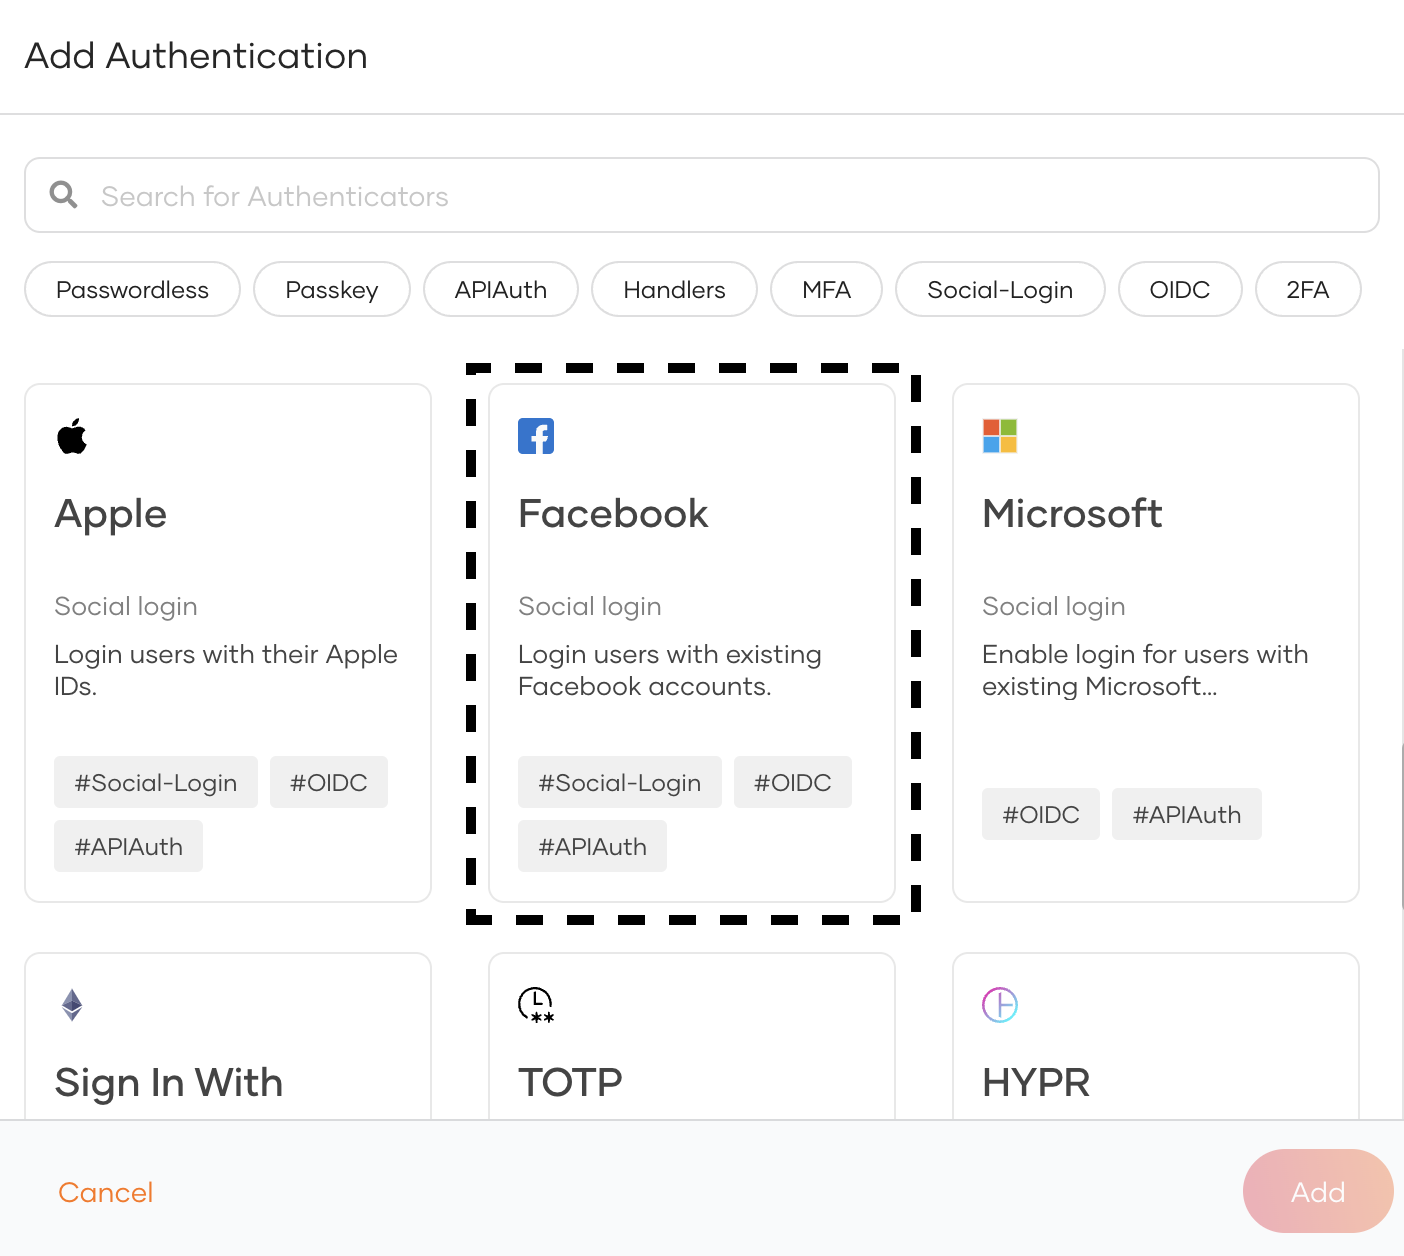 Add Authentication
Search for Authenticators
Passwordless
Passkey
APIAuth
Handlers
MFA
Social-Login
OIDC
2FA
Apple
Social login
Login users with their Apple
IDs.
#Social-Login
#OIDC
#APIAuth
Facebook
Social login
Login users with existing
Facebook accounts.
#Social-Login
#OIDC
#APIAuth
Microsoft
Social login
Enable login for users with
existing Microsoft...
#OIDC
#APIAuth
Sign In With
TOTP
HYPR
Cancel
Add